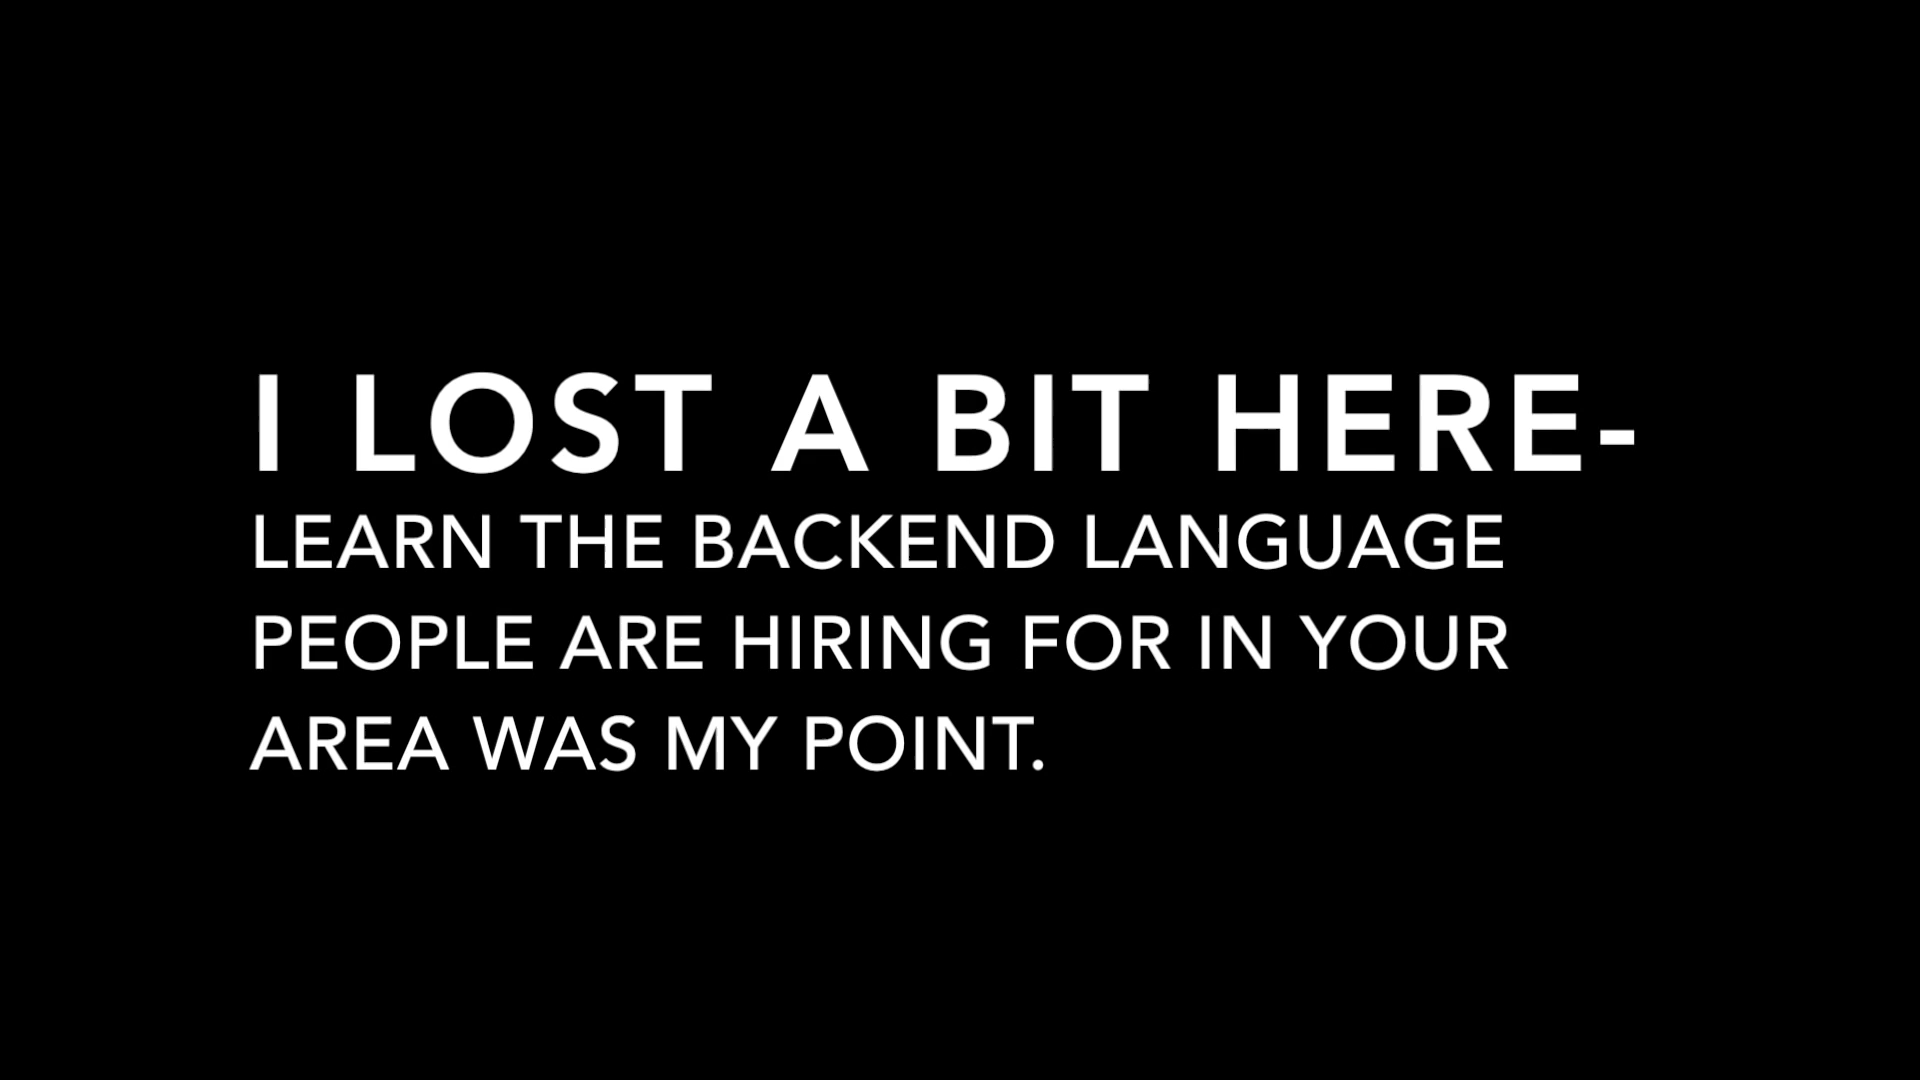 I LOST A BIT HERE-
LEARN THE BACKEND LANGUAGE
PEOPLE ARE HIRING FOR IN YOUR
AREA WAS MY POINT.